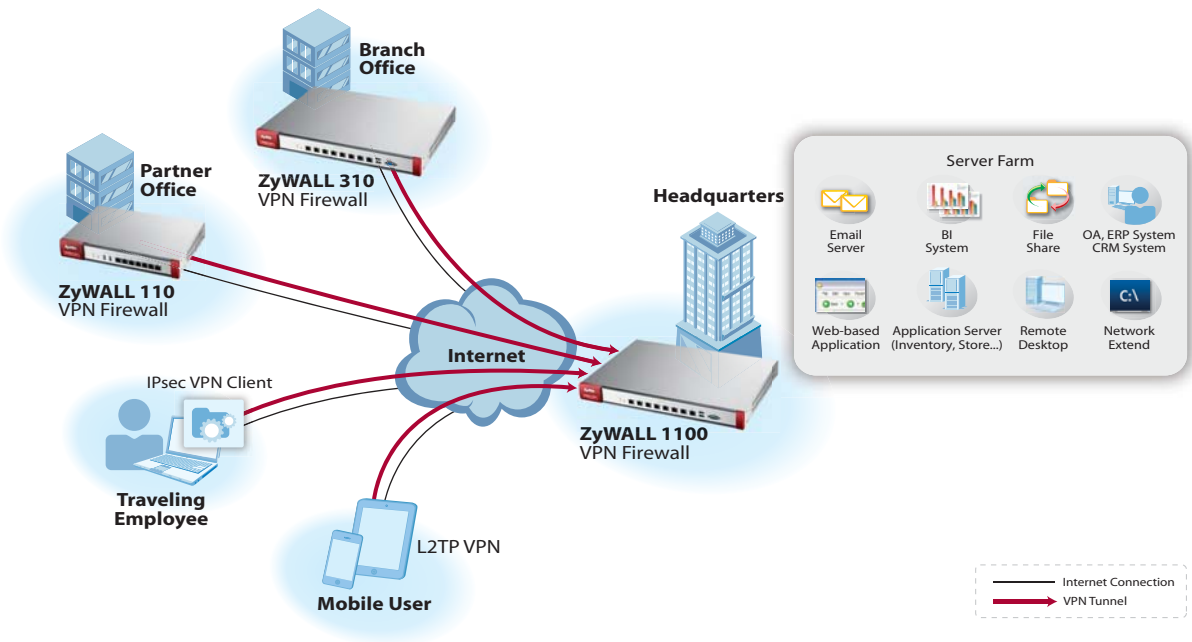 Branch
Office
ZyWALL 310
VPN Firewall
Partner
Office
ZyWALL 110
VPN Firewall
Headquarters
Internet
ZyWALL 1100
VPN Firewall
IPsec VPN Client
Traveling
Employee
L2TP VPN
Mobile User
Server Farm
Email
Server
BI
System
File
Share
OA, ERP System
CRM System
Web-based
Application
Application Server
(Inventory, Store...)
Remote
Desktop
C:\
Network
Extend
Internet Connection
VPN Tunnel